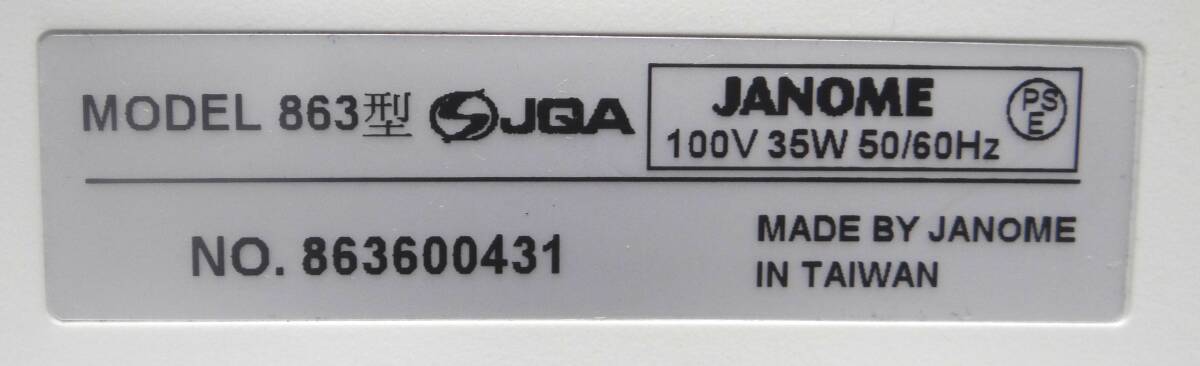 MODEL 863型 JQA
JANOME
100V 35W 50/60Hz
PS
E
NO. 863600431
MADE BY JANOME
IN TAIWAN